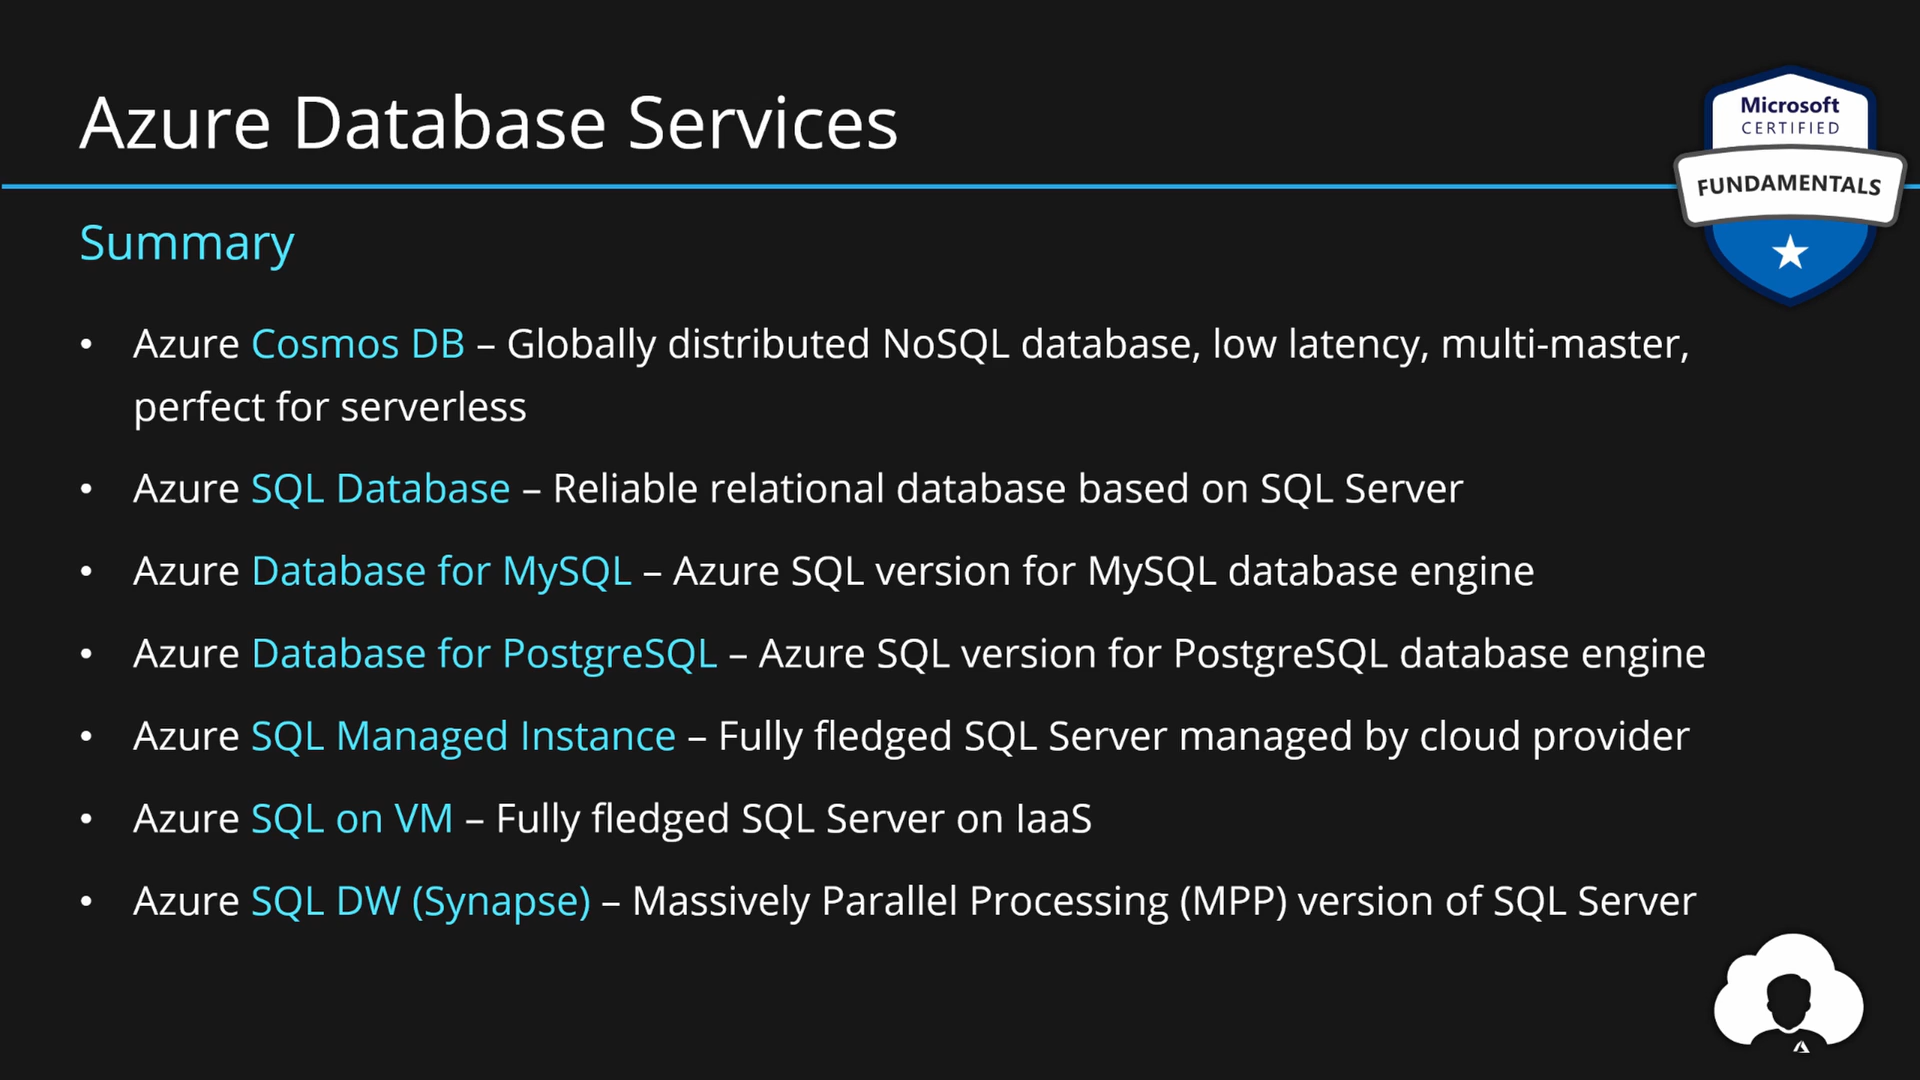 Azure Database Services
Microsoft
CERTIFIED
FUNDAMENTALS
Summary
• Azure Cosmos DB – Globally distributed NoSQL database, low latency, multi-master,
perfect for serverless
• Azure SQL Database – Reliable relational database based on SQL Server
• Azure Database for MySQL – Azure SQL version for MySQL database engine
• Azure Database for PostgreSQL – Azure SQL version for PostgreSQL database engine
• Azure SQL Managed Instance – Fully fledged SQL Server managed by cloud provider
• Azure SQL on VM – Fully fledged SQL Server on IaaS
• Azure SQL DW (Synapse) – Massively Parallel Processing (MPP) version of SQL Server